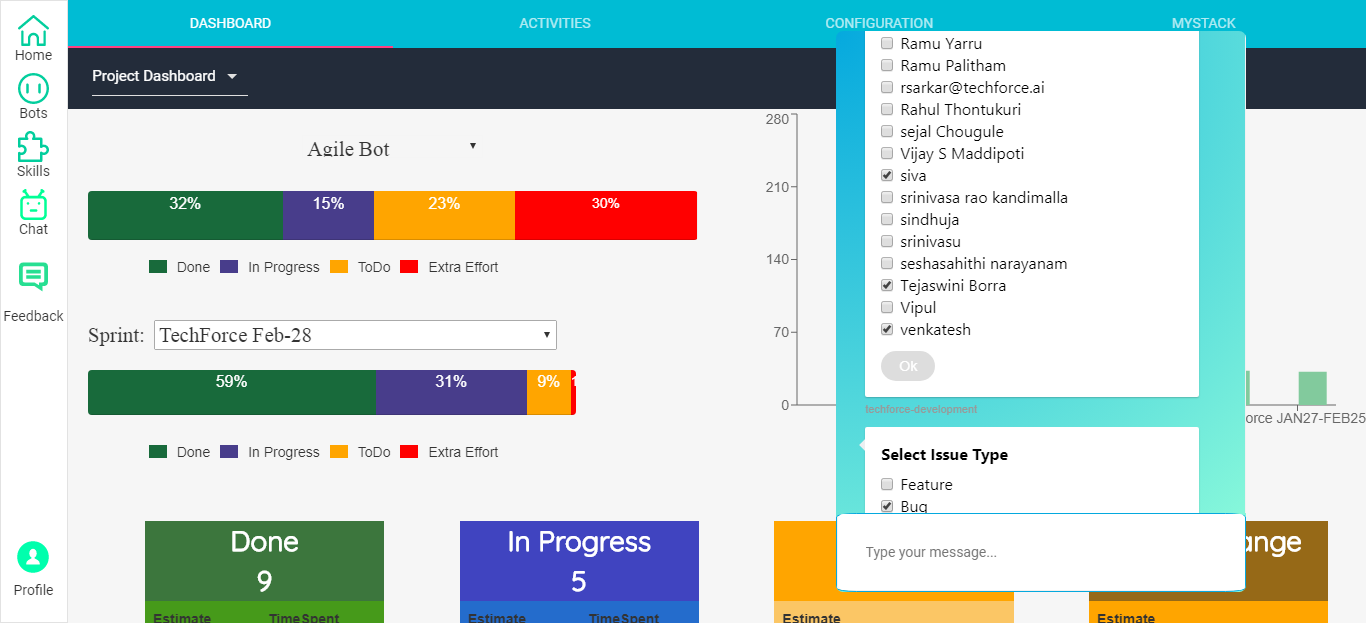 DASHBOARD
ACTIVITIES
CONFIGURATION
MYSTACK
Home
Bots
Skills
Chat
Feedback
Profile
Project Dashboard
Agile Bot
32% 15% 23% 30%
Done In Progress ToDo Extra Effort
Sprint: TechForce Feb-28
59% 31% 9%
Done In Progress ToDo Extra Effort
280
210
140
70
0
orce JAN27-FEB25
Ramu Yarru
Ramu Palitham
rsarkar@techforce.ai
Rahul Thontukuri
sejal Chougule
Vijay S Maddipoti
siva
srinivasa rao kandimalla
sindhuja
srinivasu
seshasahithi narayanam
Tejaswini Borra
Vipul
venkatesh
Ok
techforce-development
Select Issue Type
Feature
Bug
Type your message...
Done
9
Estimate TimeSpent
In Progress
5
Estimate TimeSpent
Estimate
ange
Estimate